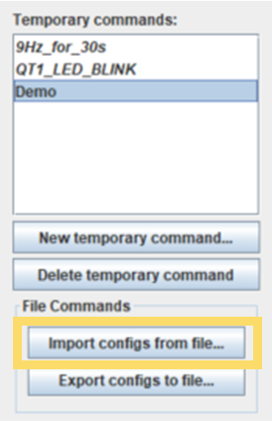 Temporary commands:
9Hz_for_30s
QT1_LED_BLINK
Demo
New temporary command...
Delete temporary command
File Commands
Import configs from file...
Export configs to file...